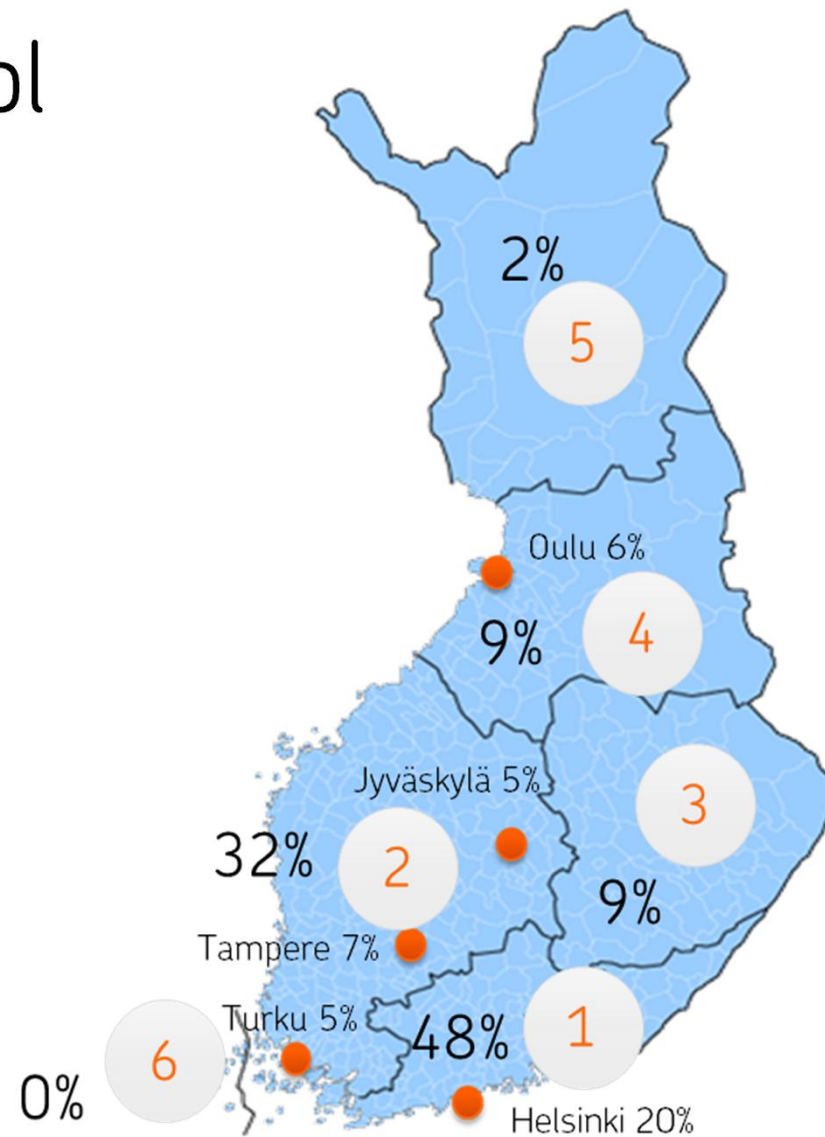 ol
2%
5
Oulu 6%
9%
4
Jyväskylä 5%
3
32%
2
9%
Tampere 7%
Turku 5%
48%
1
6
0%
Helsinki 20%